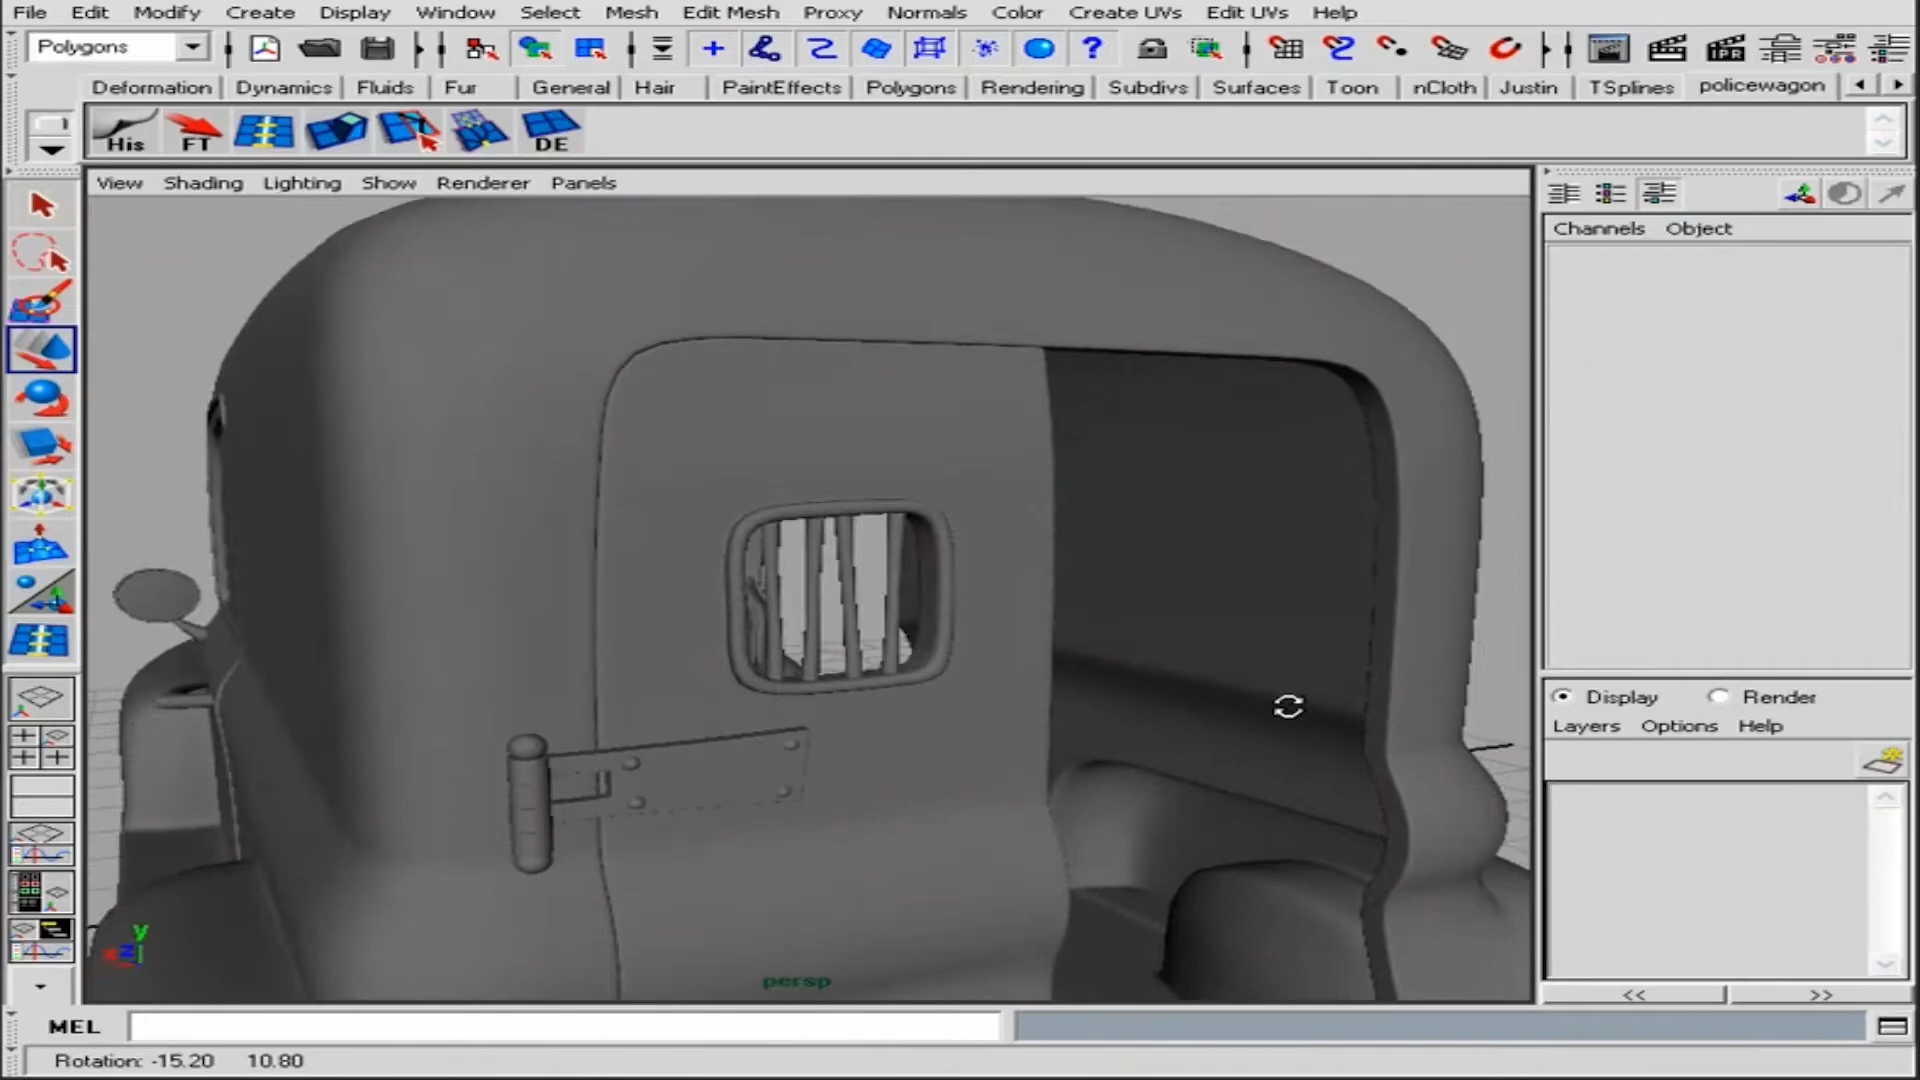 File Edit Modify Create Display Window Select Mesh Edit Mesh Proxy Normals Color Create UVs Edit UVs Help
Polygons
IPR
Deformation Dynamics Fluids Fur General Hair PaintEffects Polygons Rendering Subdivs Surfaces Toon nCloth Justin TSplines policewagon
His FT DE
View Shading Lighting Show Renderer Panels
Channels Object
Display Render
Layers Options Help
y
x z
persp
<< >>
MEL
Rotation: -15.20 10.80